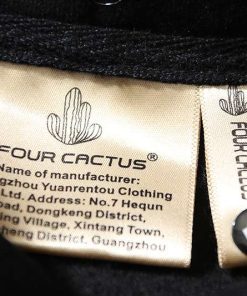 FOUR CACTUS®
Name of manufacturer:
gzhou Yuanrentou Clothing
Ltd. Address: No.7 Hequn
oad, Dongkeng District,
ing Village, Xintang Town,
heng District, Guangzhou
FOUR